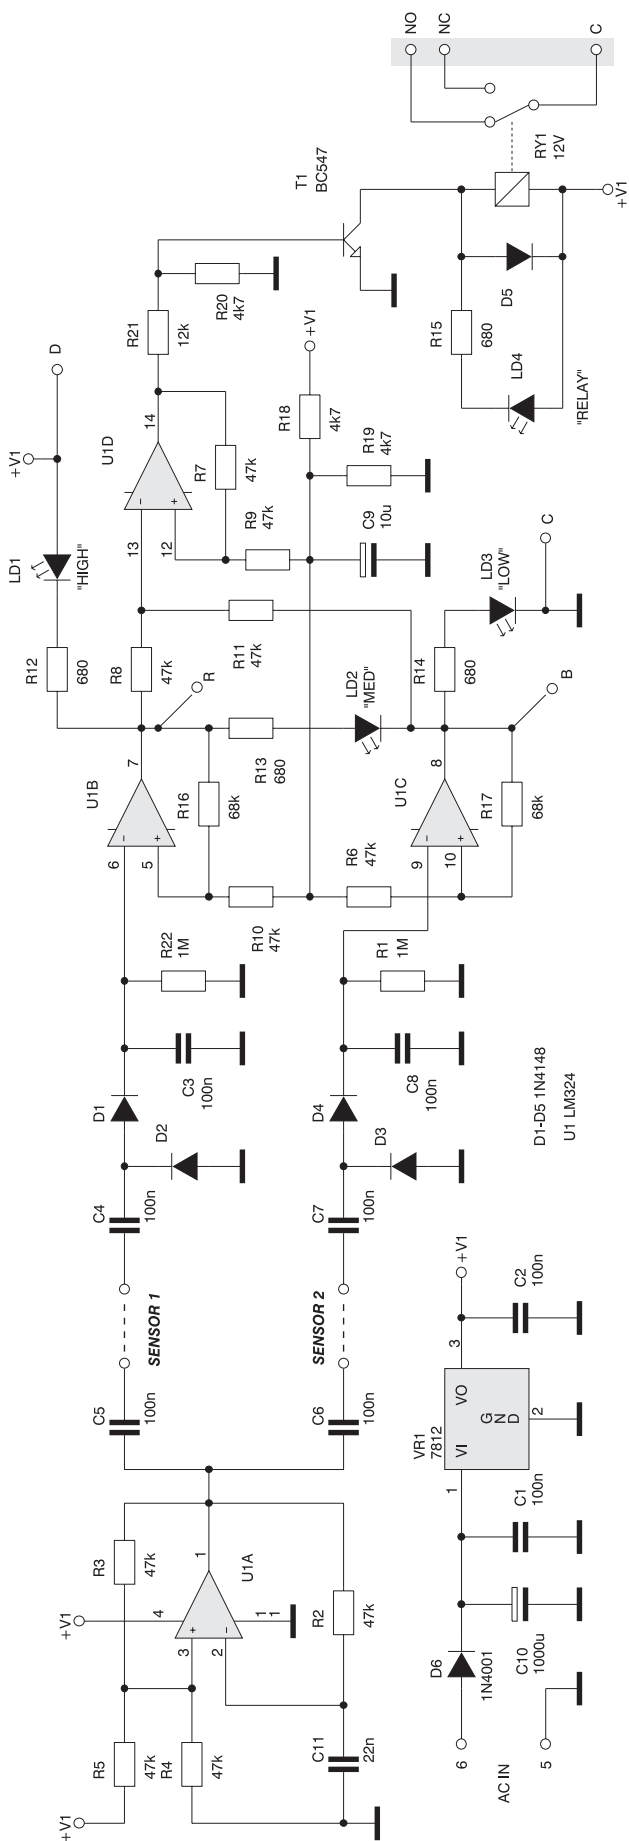 +V1
R5
47k
R4
47k
+V1
R3
47k
4
3
+
2
-
1
U1A
1
1
R2
47k
C11
22n
C5
100n
SENSOR 1
C4
100n
D2
D1
C3
100n
R22
1M
6
-
5
+
7
U1B
R16
68k
R10
47k
R13
680
R12
680
R8
47k
R
R11
47k
LD1
"HIGH"
+V1
D
13
-
12
+
14
U1D
R7
47k
R9
47k
R21
12k
R20
4k7
T1
BC547
R18
4k7
+V1
R19
4k7
C9
10u
C6
100n
SENSOR 2
C7
100n
D3
D4
C8
100n
R1
1M
R6
47k
9
-
10
+
8
U1C
R17
68k
LD2
"MED"
R14
680
B
LD3
"LOW"
C
R15
680
LD4
"RELAY"
D5
RY1
12V
+V1
NO
NC
C
6
AC IN
5
D6
1N4001
C10
1000u
C1
100n
1
VR1
7812
VI
VO
G
N
D
2
3
C2
100n
+V1
D1-D5 1N4148
U1 LM324